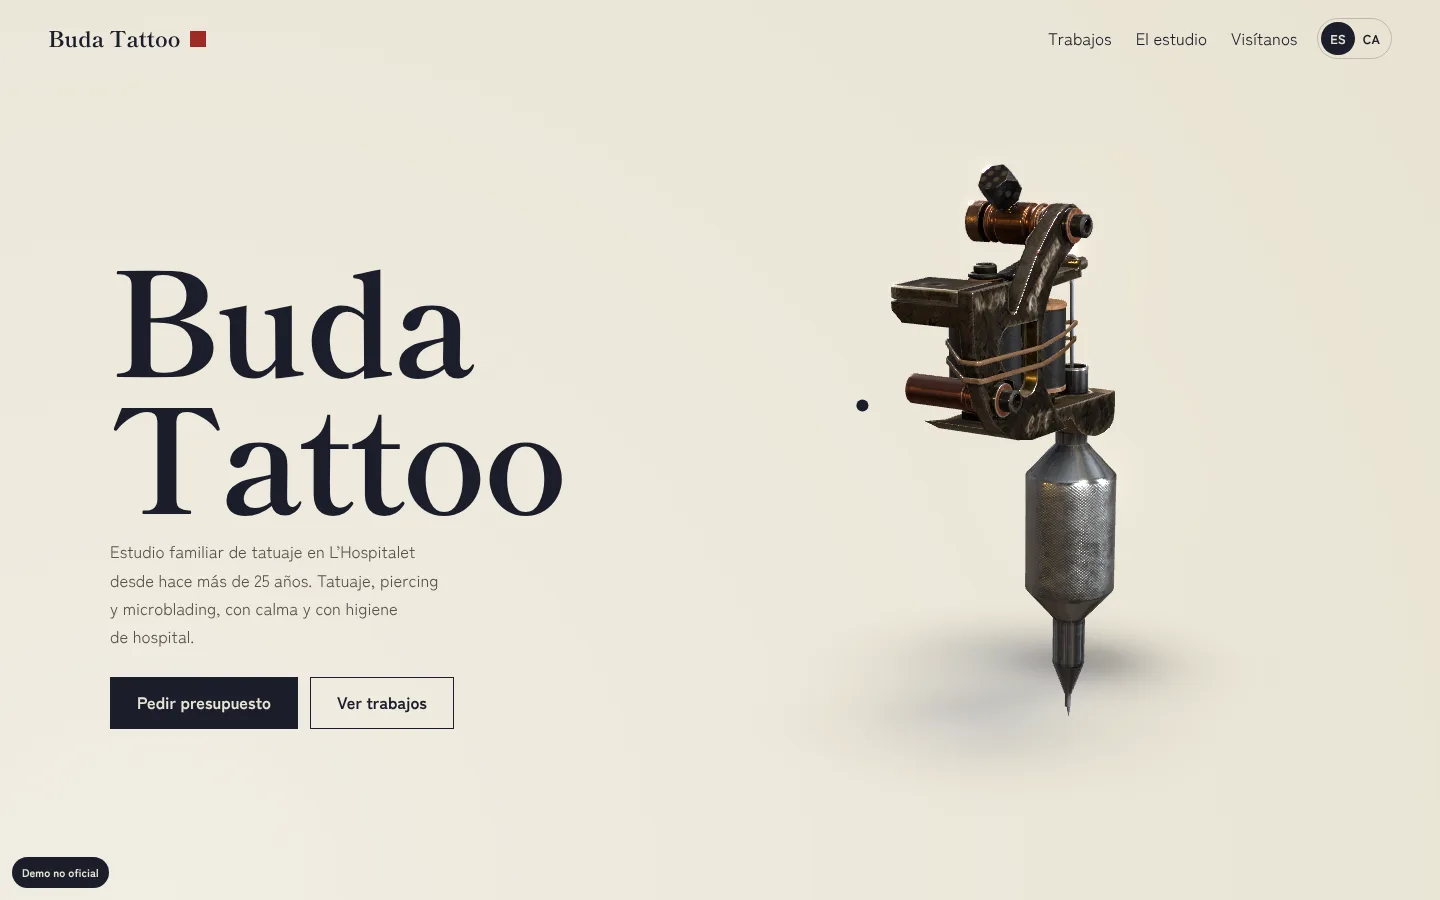 Buda Tattoo
Trabajos El estudio Visítanos ES CA
Buda
Tattoo
Estudio familiar de tatuaje en L’Hospitalet
desde hace más de 25 años. Tatuaje, piercing
y microblading, con calma y con higiene
de hospital.
Pedir presupuesto Ver trabajos
Demo no oficial